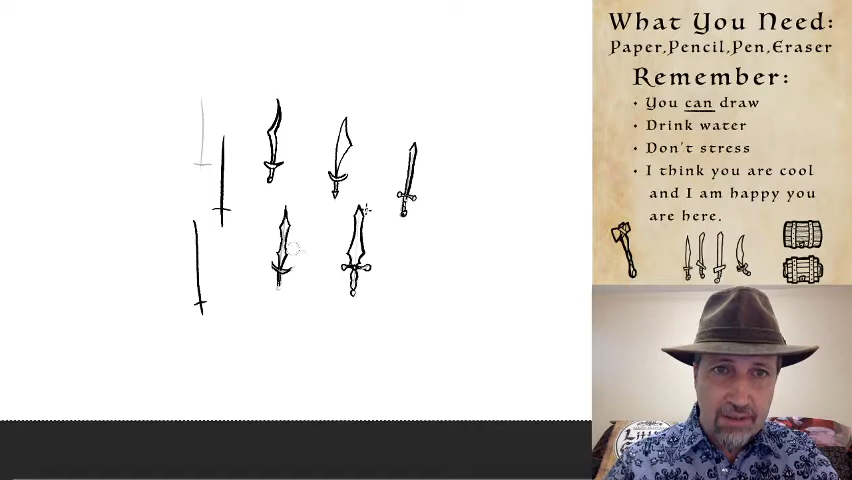 What You Need:
Paper,Pencil,Pen,Eraser
Remember:
• You can draw
• Drink water
• Don't stress
• I think you are cool
and I am happy you
are here.